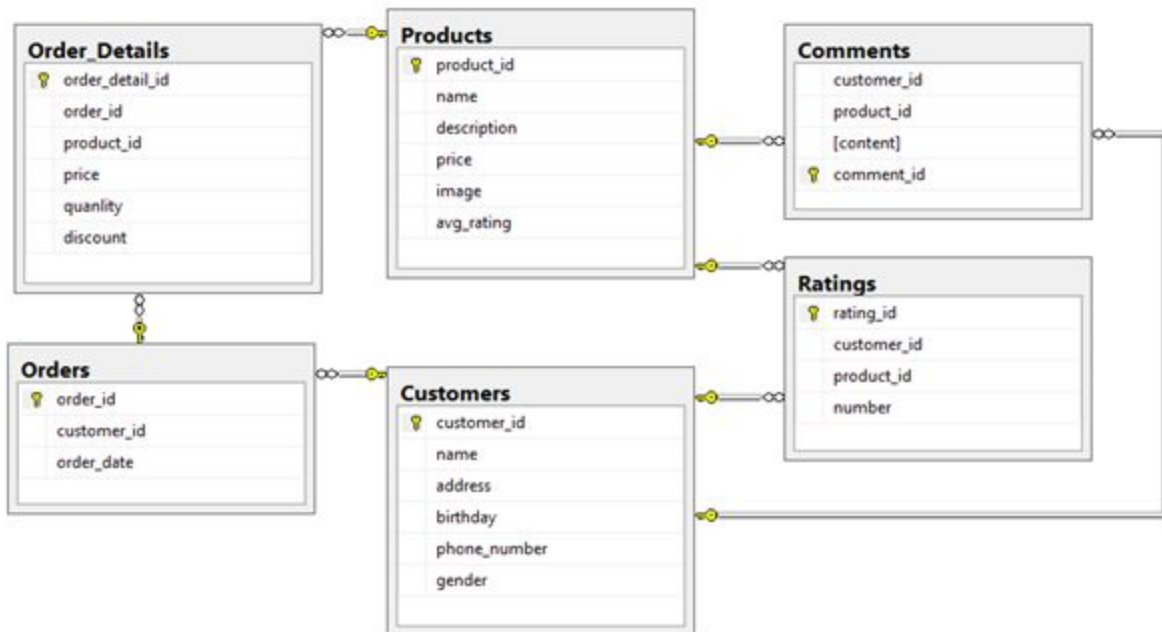 Order_Details
order_detail_id
order_id
product_id
price
quanlity
discount
Products
product_id
name
description
price
image
avg_rating
Comments
customer_id
product_id
[content]
comment_id
Ratings
rating_id
customer_id
product_id
number
Orders
order_id
customer_id
order_date
Customers
customer_id
name
address
birthday
phone_number
gender